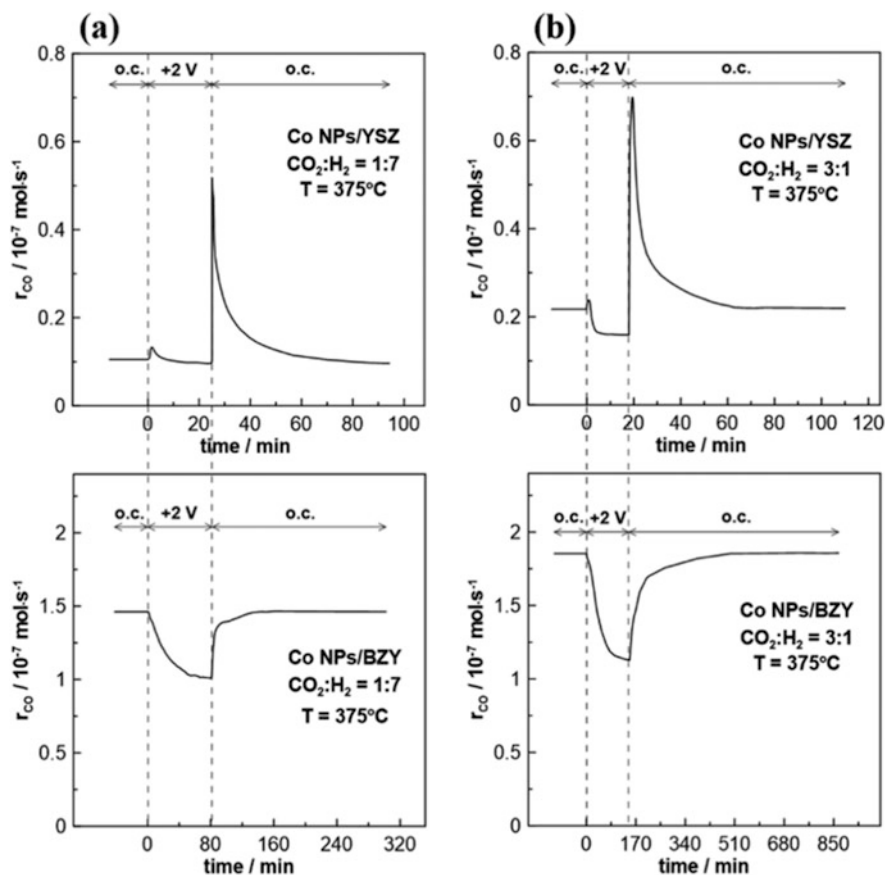 (a)
0.8
0.6
0.4
0.2
0
r_CO / 10⁻⁷ mol·s⁻¹
o.c. +2 V o.c.
Co NPs/YSZ
CO₂:H₂ = 1:7
T = 375°C
0 20 40 60 80 100
time / min
(b)
0.8
0.6
0.4
0.2
0
r_CO / 10⁻⁷ mol·s⁻¹
o.c. +2 V o.c.
Co NPs/YSZ
CO₂:H₂ = 3:1
T = 375°C
0 20 40 60 80 100 120
time / min
2
1.5
1
0.5
0
r_CO / 10⁻⁷ mol·s⁻¹
o.c. +2 V o.c.
Co NPs/BZY
CO₂:H₂ = 1:7
T = 375°C
0 80 160 240 320
time / min
2
1.5
1
0.5
0
r_CO / 10⁻⁷ mol·s⁻¹
o.c. +2 V o.c.
Co NPs/BZY
CO₂:H₂ = 3:1
T = 375°C
0 170 340 510 680 850
time / min